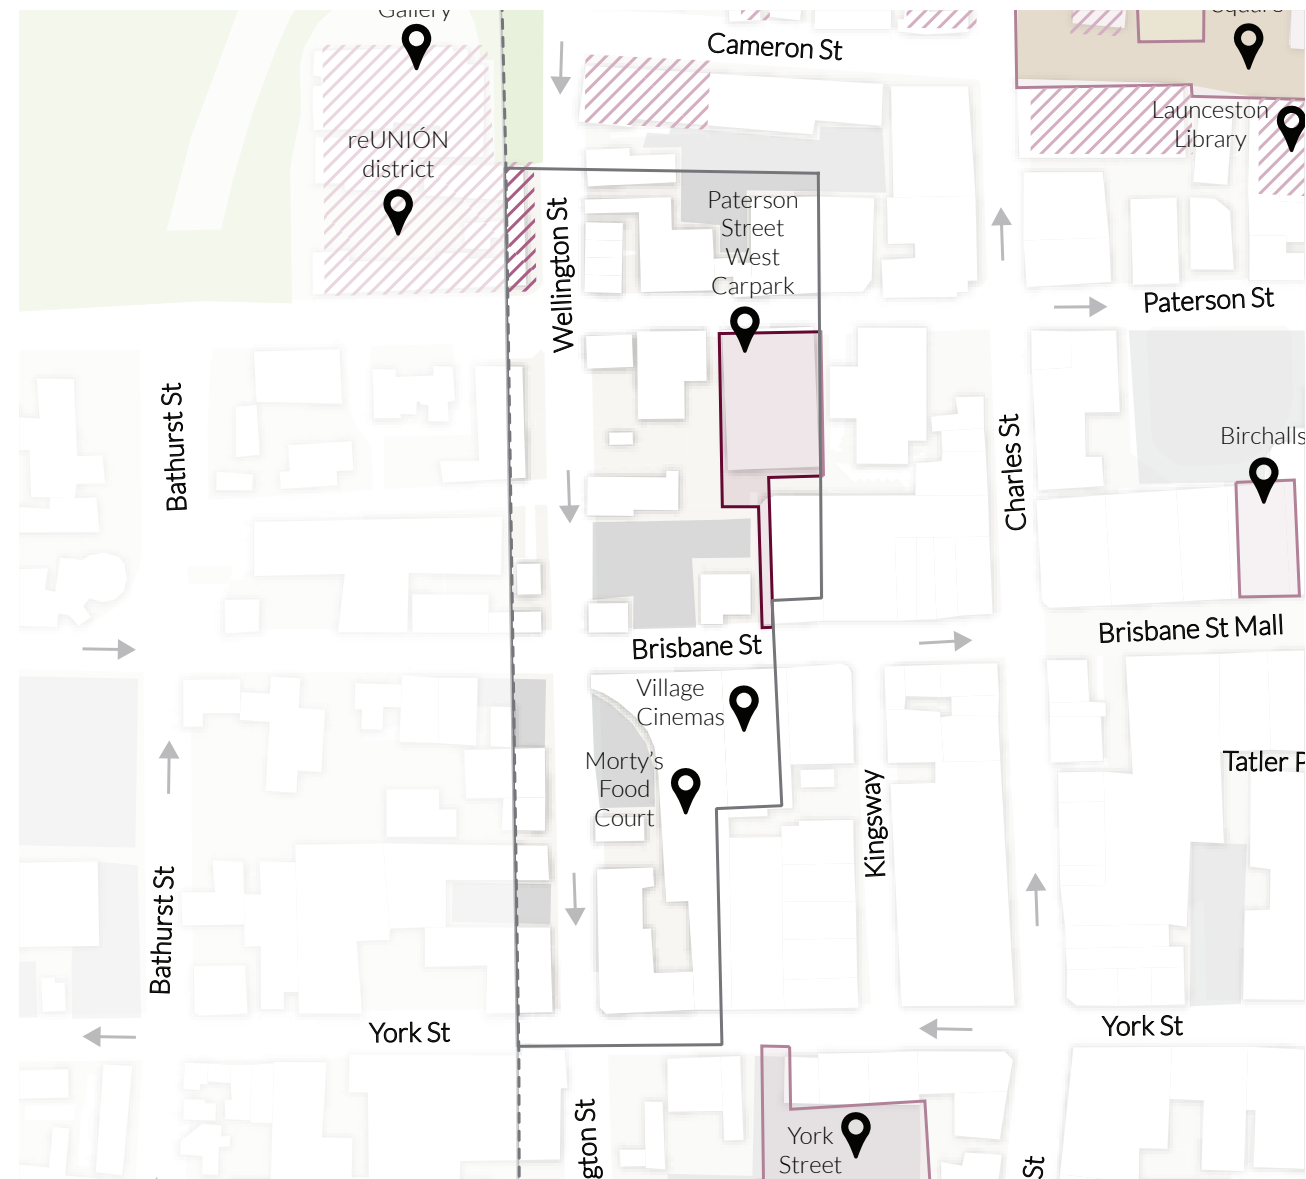 Gallery
Cameron St
Square
Launceston
Library
reUNIÓN
district
Paterson
Street
West
Carpark
Wellington St
Paterson St
Bathurst St
Charles St
Birchalls
Brisbane St
Brisbane St Mall
Village
Cinemas
Morty's
Food
Court
Tatler P
Kingsway
Bathurst St
York St
York St
gton St
York
Street
St